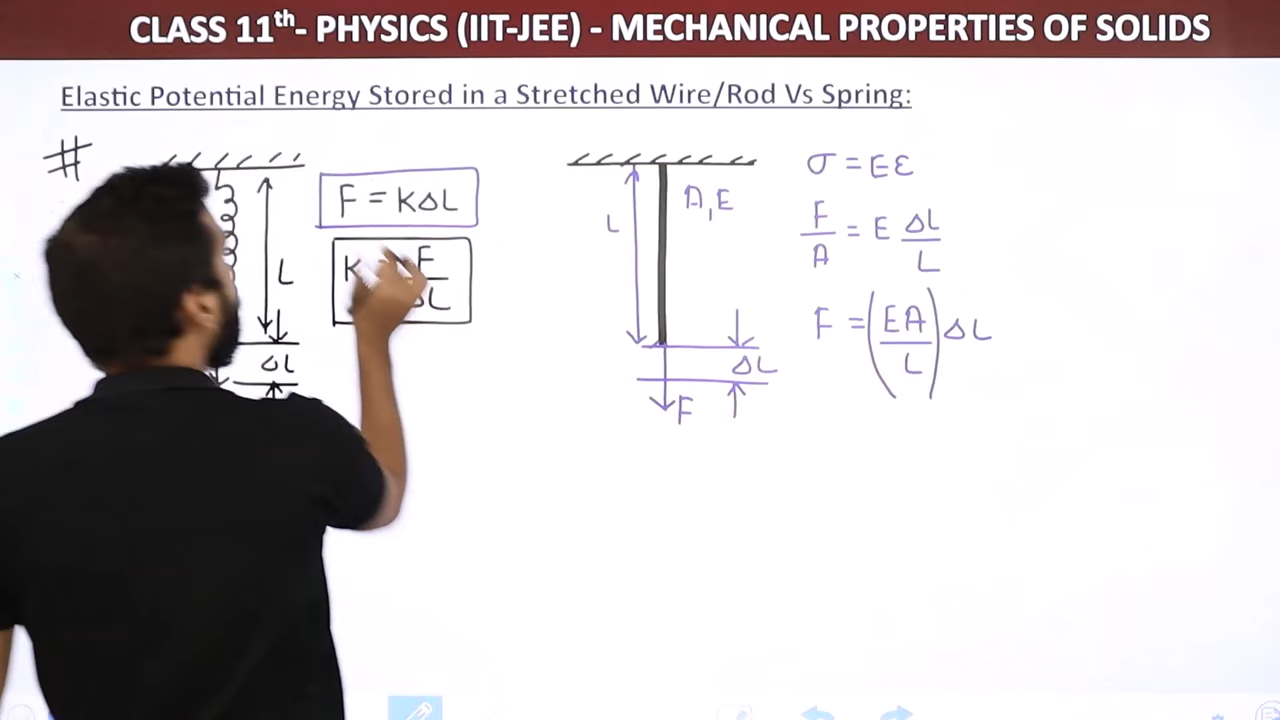 CLASS 11th- PHYSICS (IIT-JEE) - MECHANICAL PROPERTIES OF SOLIDS
Elastic Potential Energy Stored in a Stretched Wire/Rod Vs Spring:
#
L
ΔL
F = KΔL
K F
ΔL
L
A, E
ΔL
F
σ = Eε
F/A = E ΔL/L
F = (EA/L) ΔL